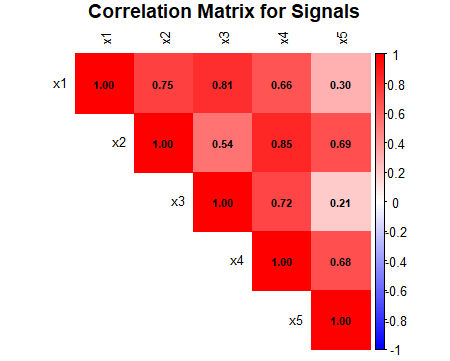 Correlation Matrix for Signals
x1 x2 x3 x4 x5
x1 1.00 0.75 0.81 0.66 0.30
x2 1.00 0.54 0.85 0.69
x3 1.00 0.72 0.21
x4 1.00 0.68
x5 1.00
1
0.8
0.6
0.4
0.2
0
-0.2
-0.4
-0.6
-0.8
-1